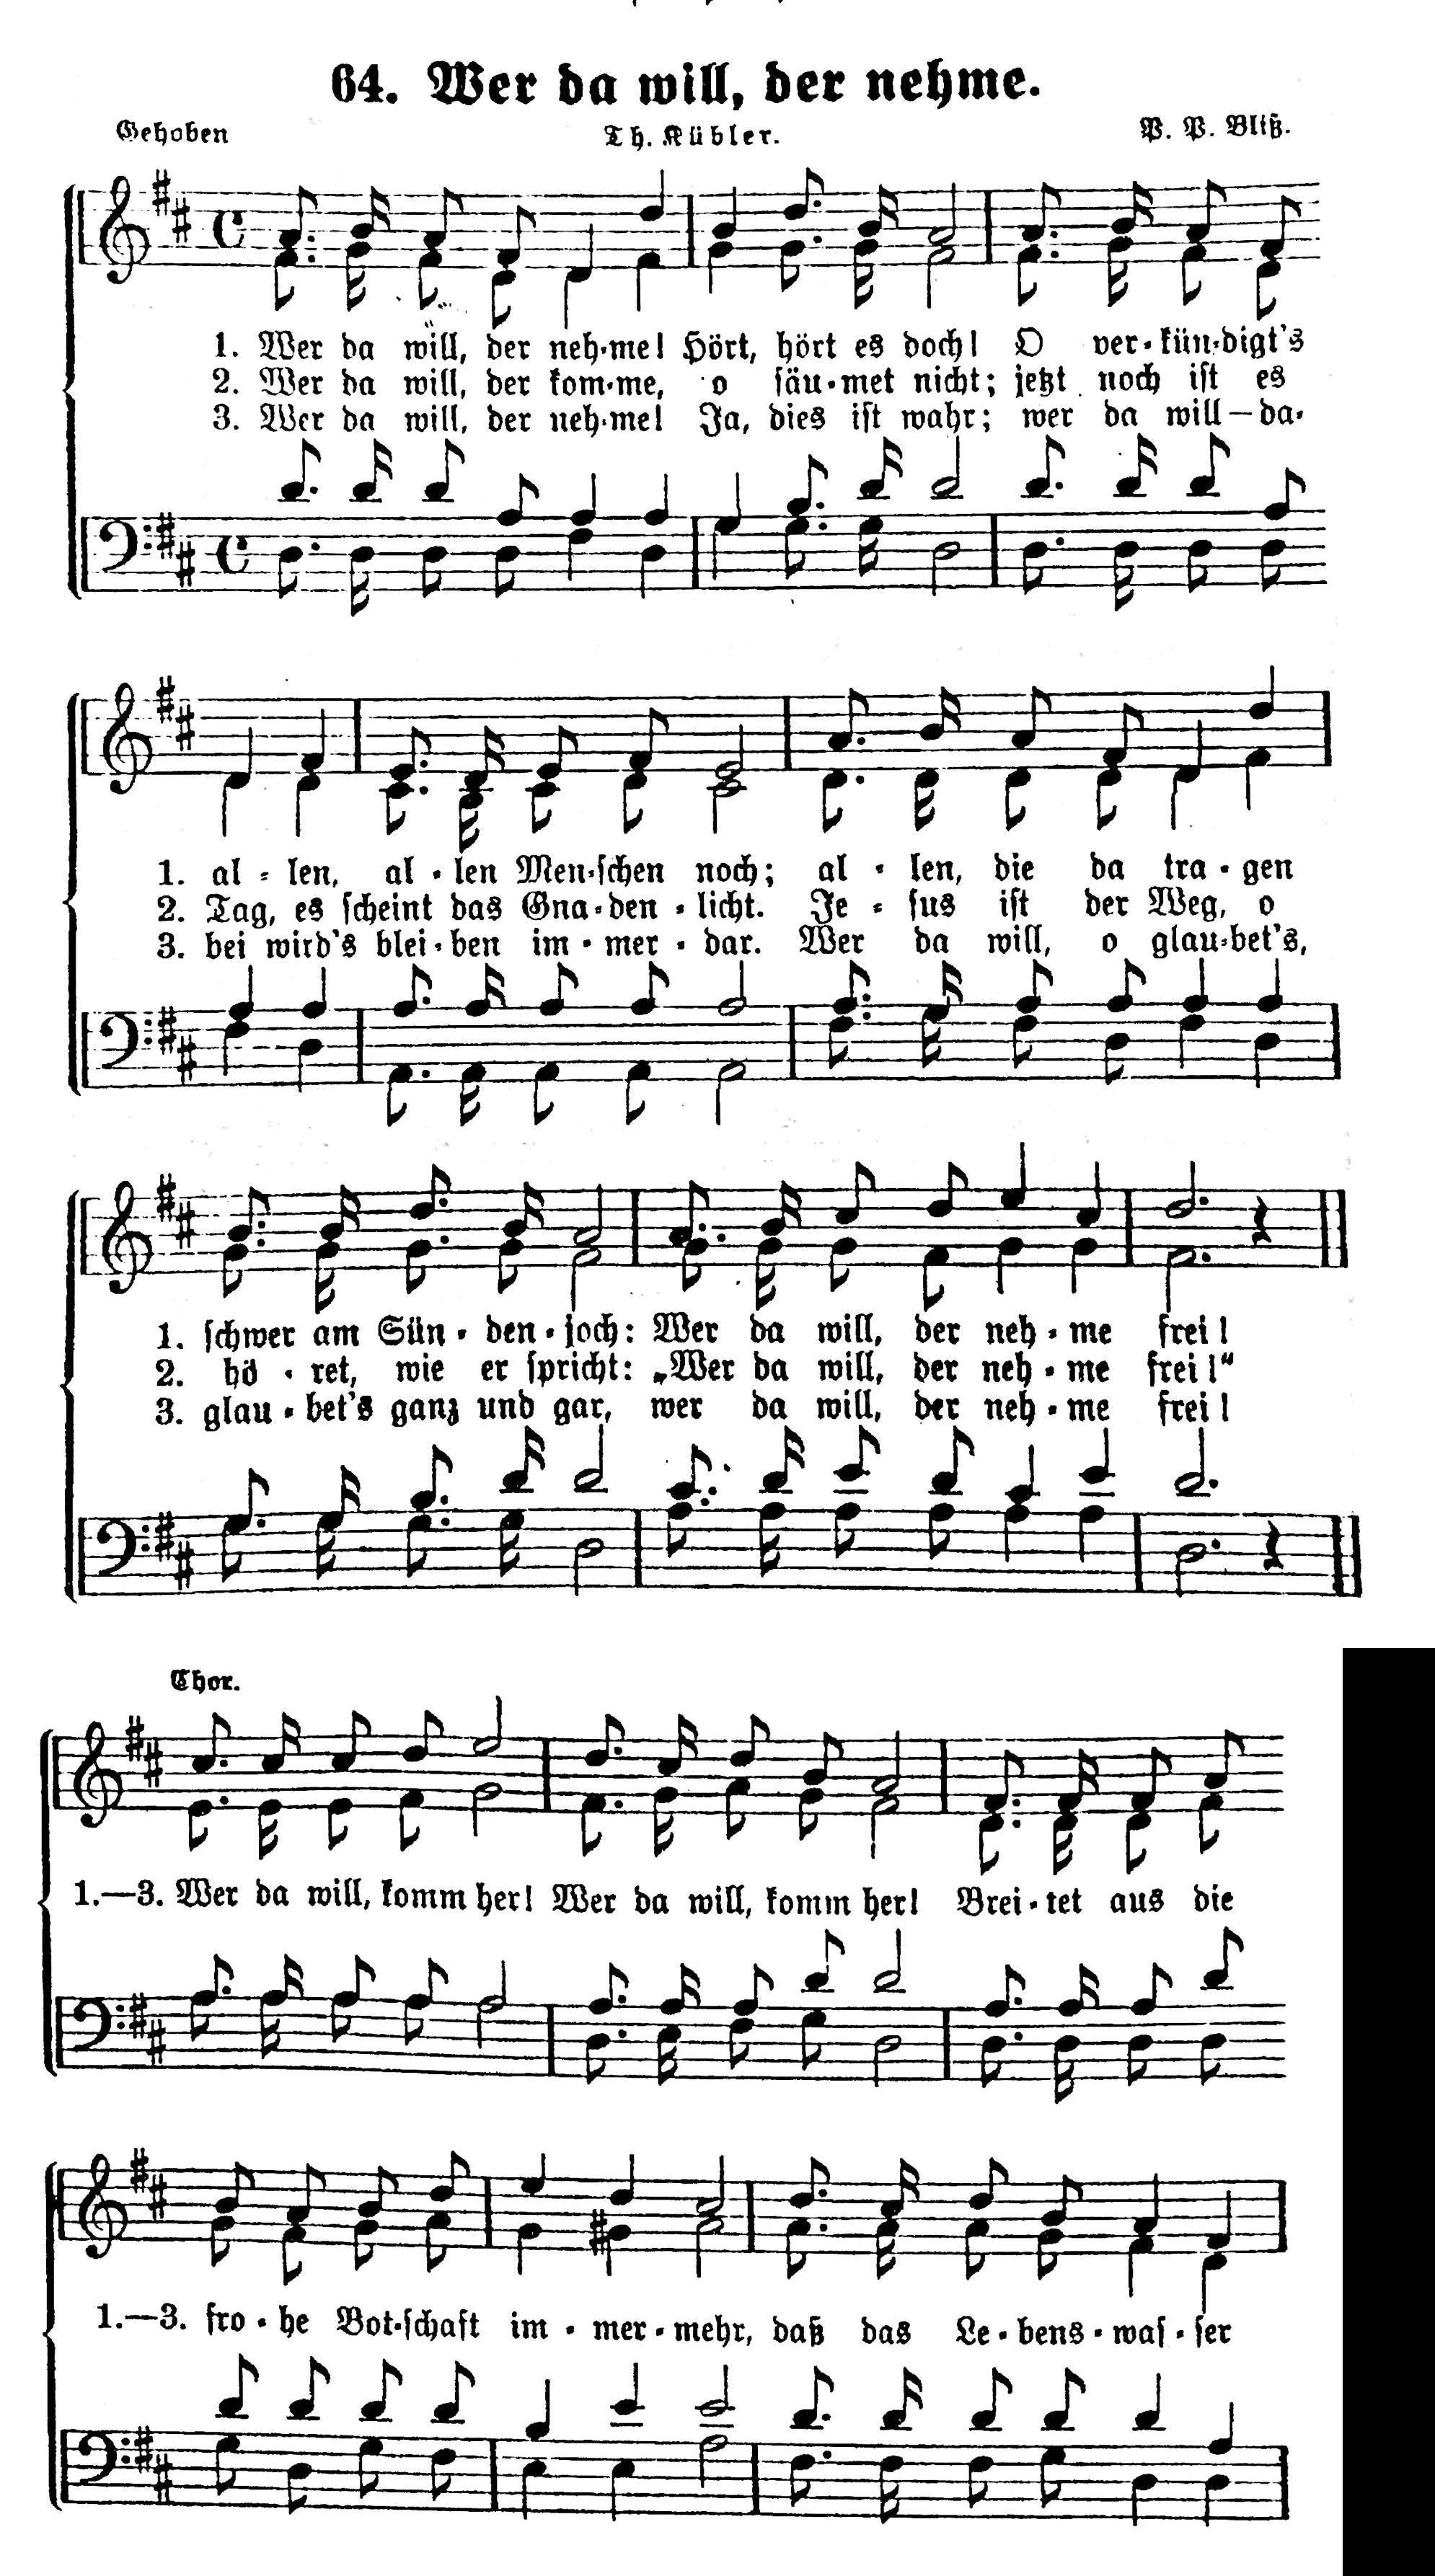 64. Wer da will, der nehme.
Gehoben Th. Kübler. P. P. Bliß.
1. Wer da will, der neh-me! Hört, hört es doch! O ver-kün-digt's
2. Wer da will, der kom-me, o säu-met nicht; jetzt noch ist es
3. Wer da will, der neh-me! Ja, dies ist wahr; wer da will—da-
1. al-len, al-len Men-schen noch; al-len, die da tra-gen
2. Tag, es scheint das Gna-den-licht. Je-sus ist der Weg, o
3. bei wird's blei-ben im-mer-dar. Wer da will, o glau-bet's,
1. schwer am Sün-den-joch: Wer da will, der neh-me frei!
2. hö-ret, wie er spricht: „Wer da will, der neh-me frei!“
3. glau-bet's ganz und gar, wer da will, der neh-me frei!
Chor.
1.—3. Wer da will, komm her! Wer da will, komm her! Brei-tet aus die
1.—3. fro-he Bot-schaft im-mer-mehr, daß das Le-bens-was-ser